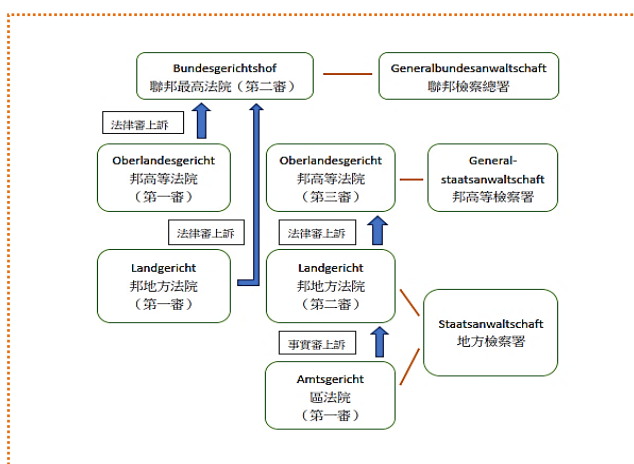 Bundesgerichtshof
聯邦最高法院（第二審）
Generalbundesanwaltschaft
聯邦檢察總署
法律審上訴
Oberlandesgericht
邦高等法院
（第一審）
Oberlandesgericht
邦高等法院
（第三審）
General-
staatsanwaltschaft
邦高等檢察署
法律審上訴
法律審上訴
Landgericht
邦地方法院
（第一審）
Landgericht
邦地方法院
（第二審）
Staatsanwaltschaft
地方檢察署
事實審上訴
Amtsgericht
區法院
（第一審）